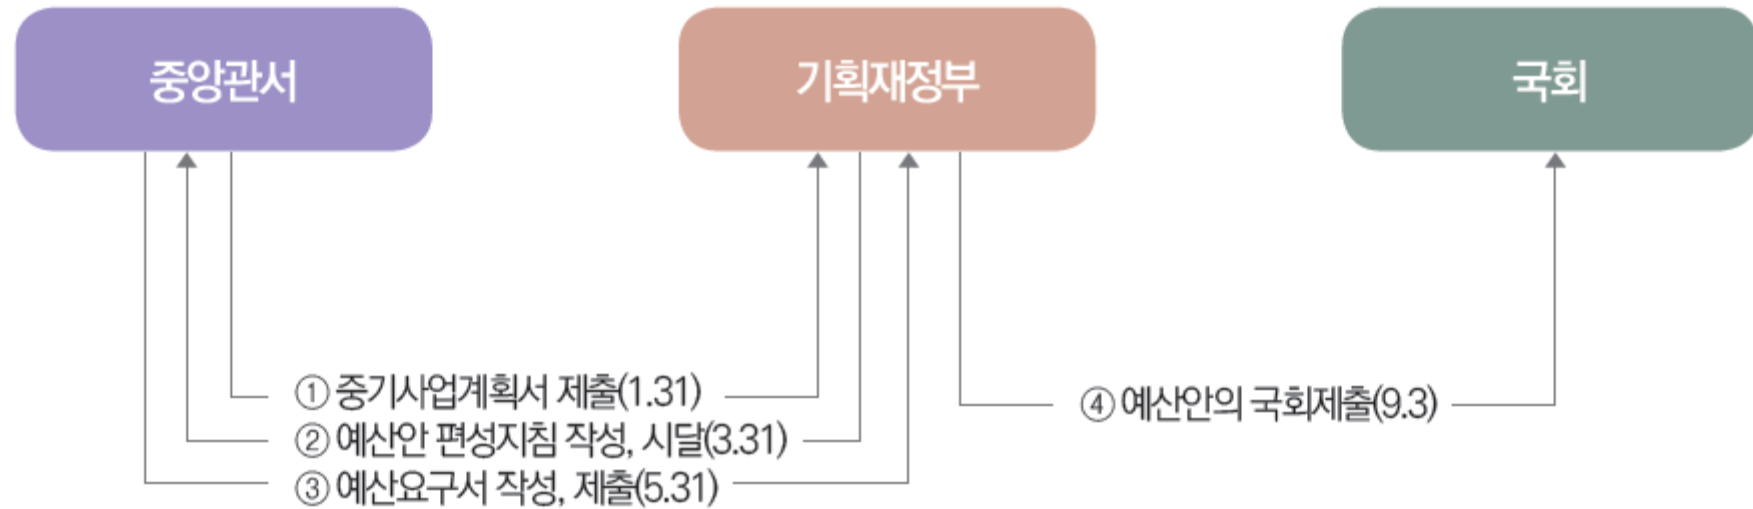 중앙관서
기획재정부
국회
① 중기사업계획서 제출(1.31)
② 예산안 편성지침 작성, 시달(3.31)
③ 예산요구서 작성, 제출(5.31)
④ 예산안의 국회제출(9.3)